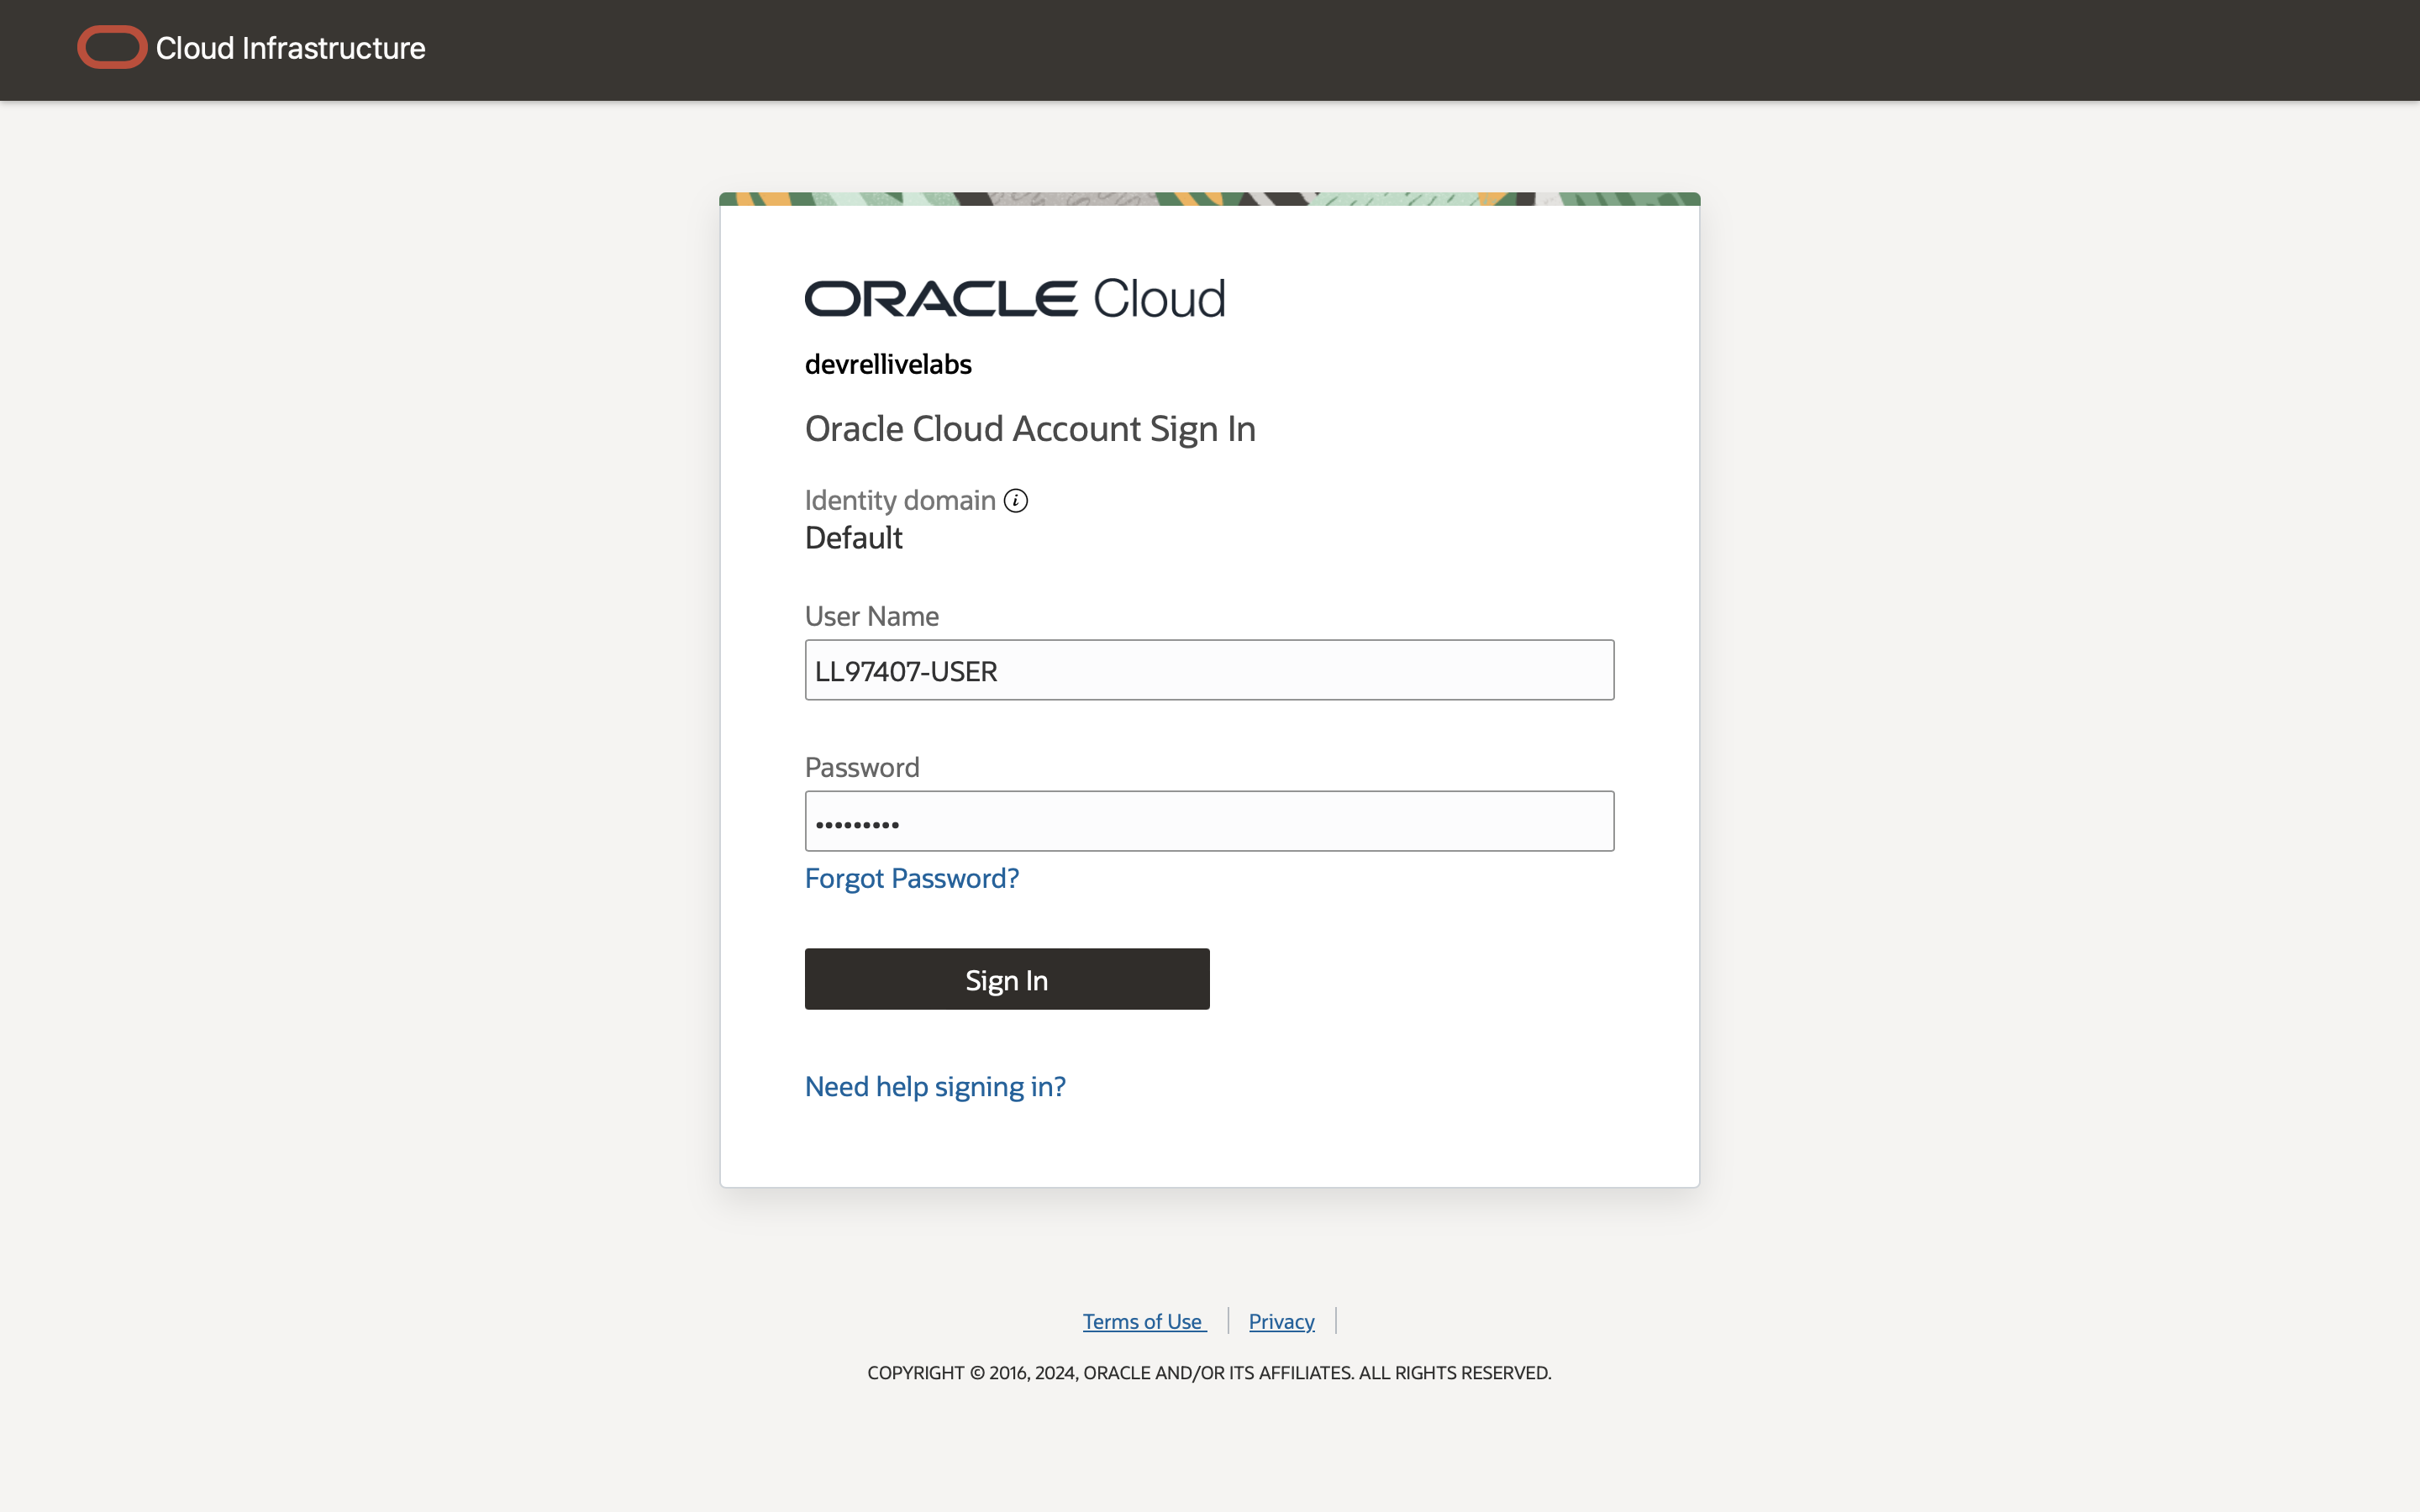 Cloud Infrastructure
ORACLE Cloud
devrellivelabs
Oracle Cloud Account Sign In
Identity domain i
Default
User Name
LL97407-USER
Password
•••••••••
Forgot Password?
Sign In
Need help signing in?
Terms of Use | Privacy |
COPYRIGHT © 2016, 2024, ORACLE AND/OR ITS AFFILIATES. ALL RIGHTS RESERVED.